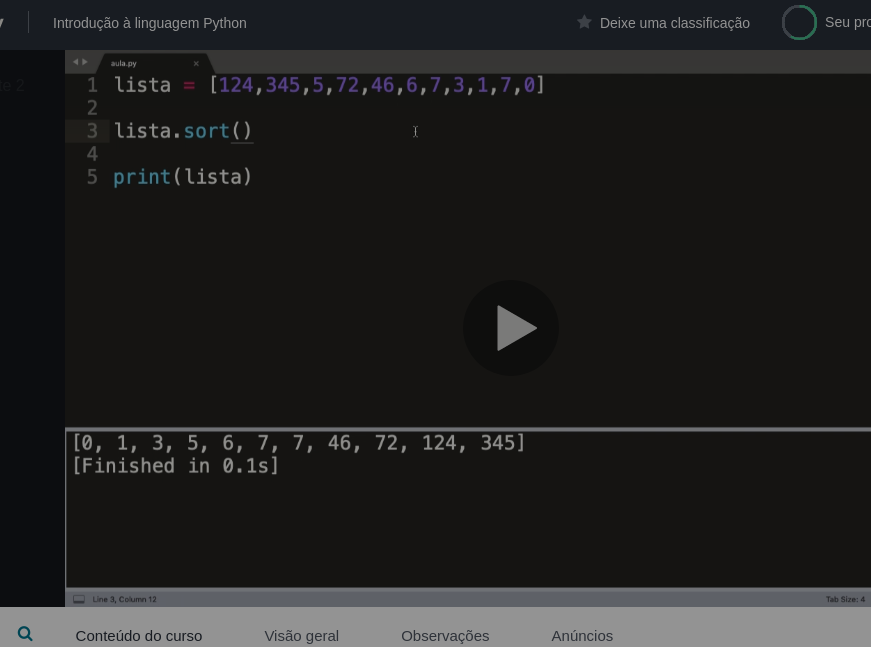 Introdução à linguagem Python
Deixe uma classificação
Seu pro
aula.py
1 lista = [124,345,5,72,46,6,7,3,1,7,0]
2
3 lista.sort()
4
5 print(lista)
[0, 1, 3, 5, 6, 7, 7, 46, 72, 124, 345]
[Finished in 0.1s]
Line 3, Column 12
Tab Size: 4
Conteúdo do curso
Visão geral
Observações
Anúncios